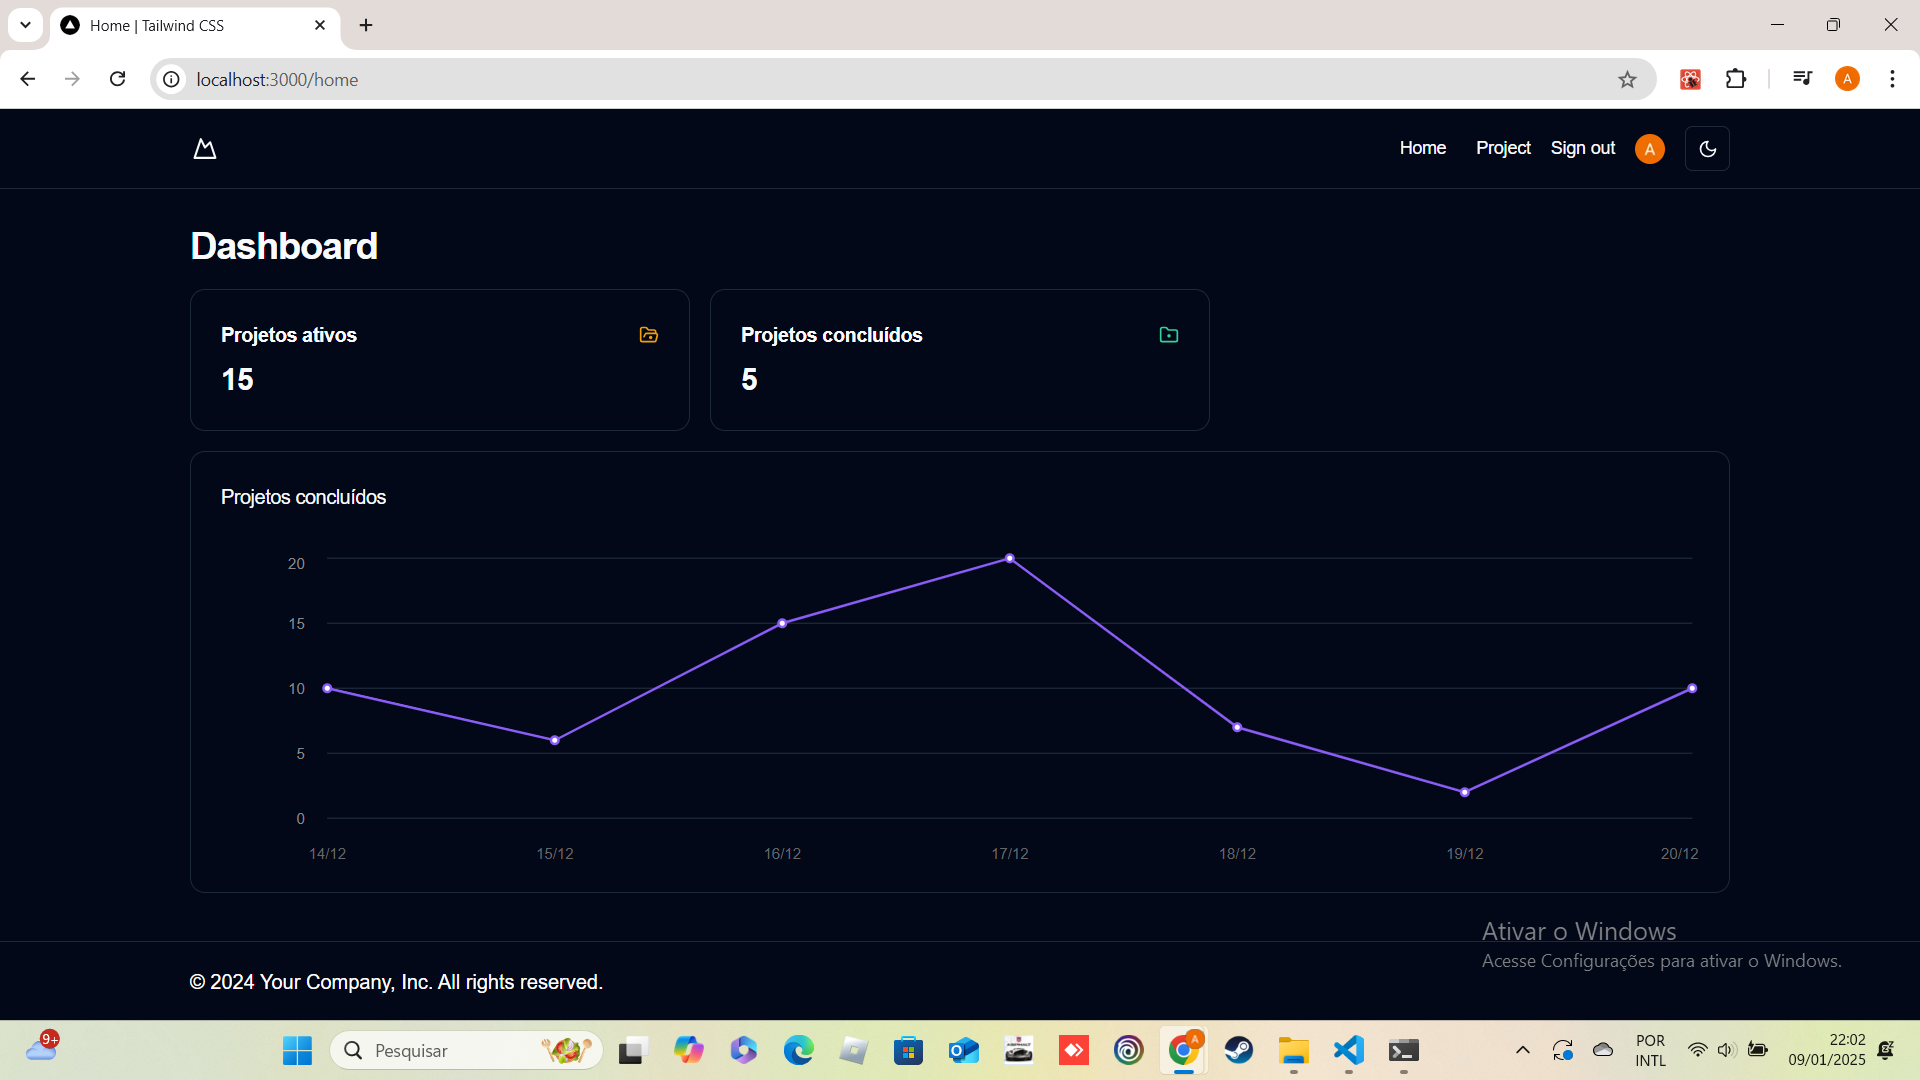 Home | Tailwind CSS
localhost:3000/home
A
Home Project Sign out A
Dashboard
Projetos ativos
15
Projetos concluídos
5
Projetos concluídos
20
15
10
5
0
14/12 15/12 16/12 17/12 18/12 19/12 20/12
Ativar o Windows
Acesse Configurações para ativar o Windows.
© 2024 Your Company, Inc. All rights reserved.
9+
Pesquisar
A
POR
INTL
22:02
09/01/2025